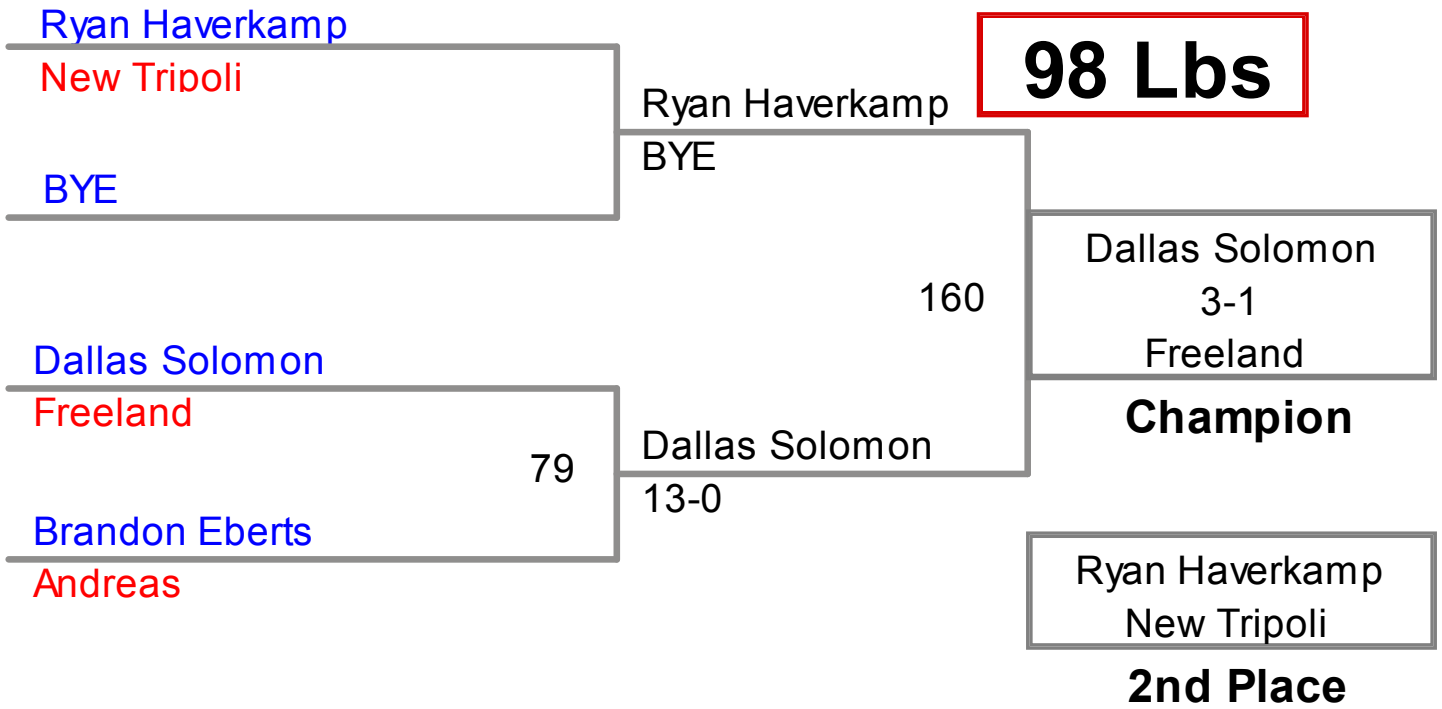 Ryan Haverkamp
New Tripoli
BYE
Dallas Solomon
Freeland
79
Brandon Eberts
Andreas
Ryan Haverkamp
BYE
160
Dallas Solomon
13-0
98 Lbs
Dallas Solomon
3-1
Freeland
Champion
Ryan Haverkamp
New Tripoli
2nd Place